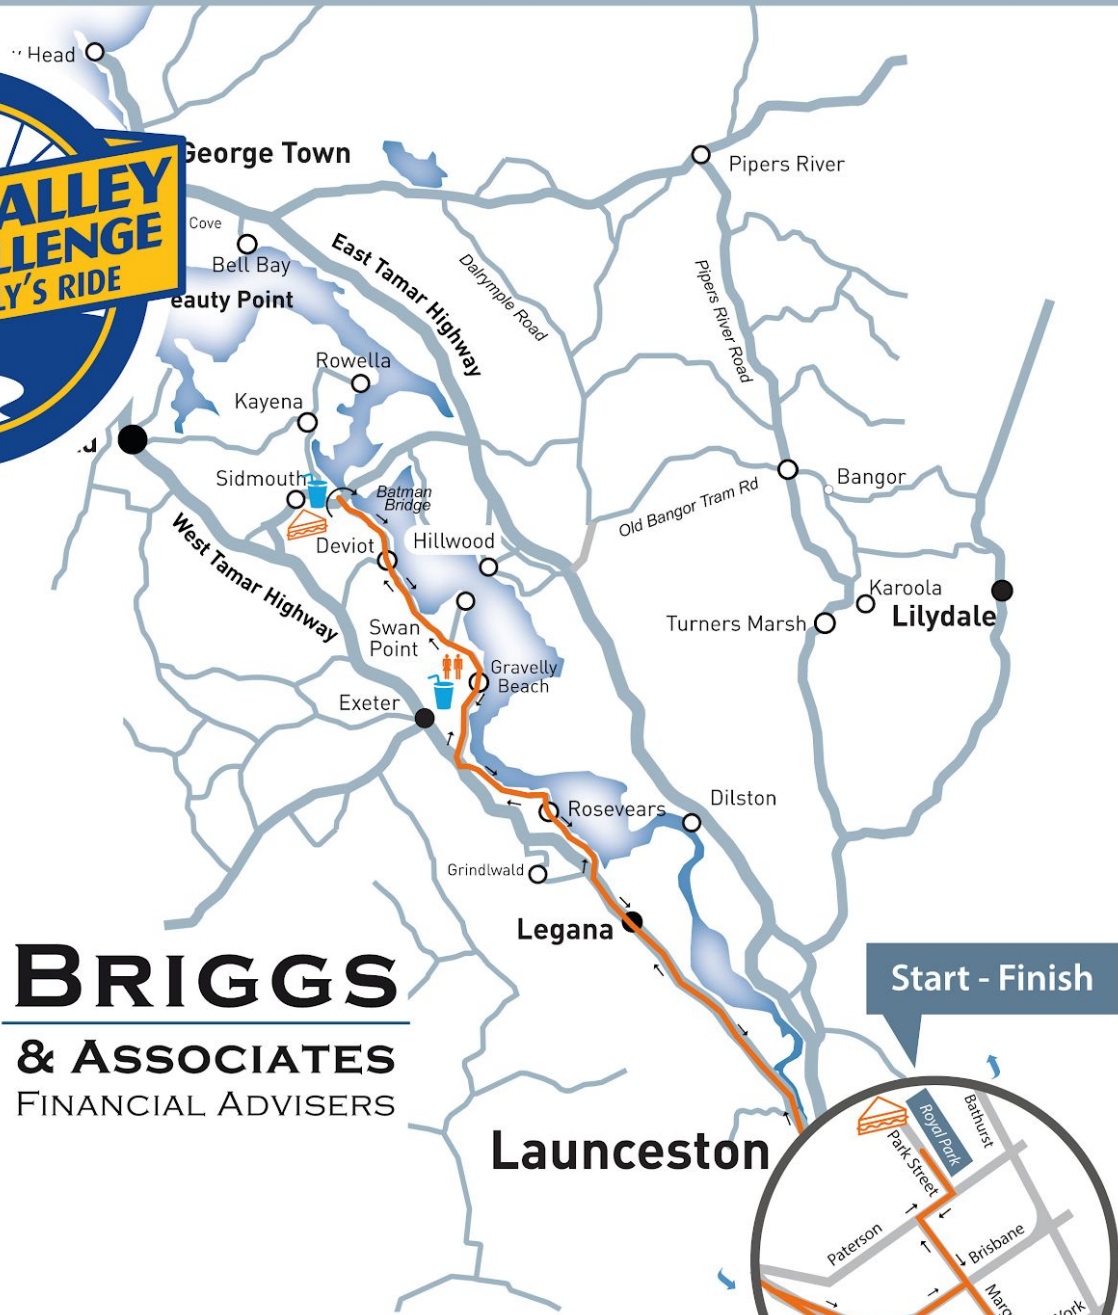 Head
George Town
ALLEY
LLENGE
LY'S RIDE
Pipers River
Cove
Bell Bay
eauty Point
East Tamar Highway
Dalrymple Road
Pipers River Road
Rowella
Kayena
Sidmouth
Batman
Bridge
Bangor
Old Bangor Tram Rd
West Tamar Highway
Deviot
Hillwood
Karoola
Lilydale
Turners Marsh
Swan
Point
Gravelly
Beach
Exeter
Rosevears
Dilston
Grindlwald
Legana
BRIGGS
& ASSOCIATES
FINANCIAL ADVISERS
Start - Finish
Launceston
Royal Park
Bathurst
Park Street
Paterson
Brisbane
Marg
York